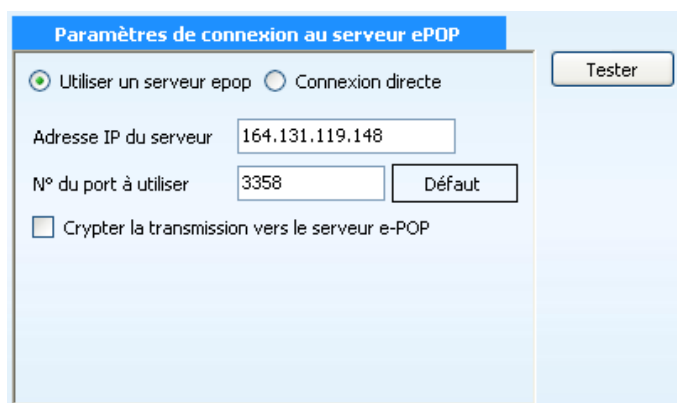 Paramètres de connexion au serveur ePOP
Tester
Utiliser un serveur epop Connexion directe
Adresse IP du serveur 164.131.119.148
N° du port à utiliser 3358 Défaut
Crypter la transmission vers le serveur e-POP